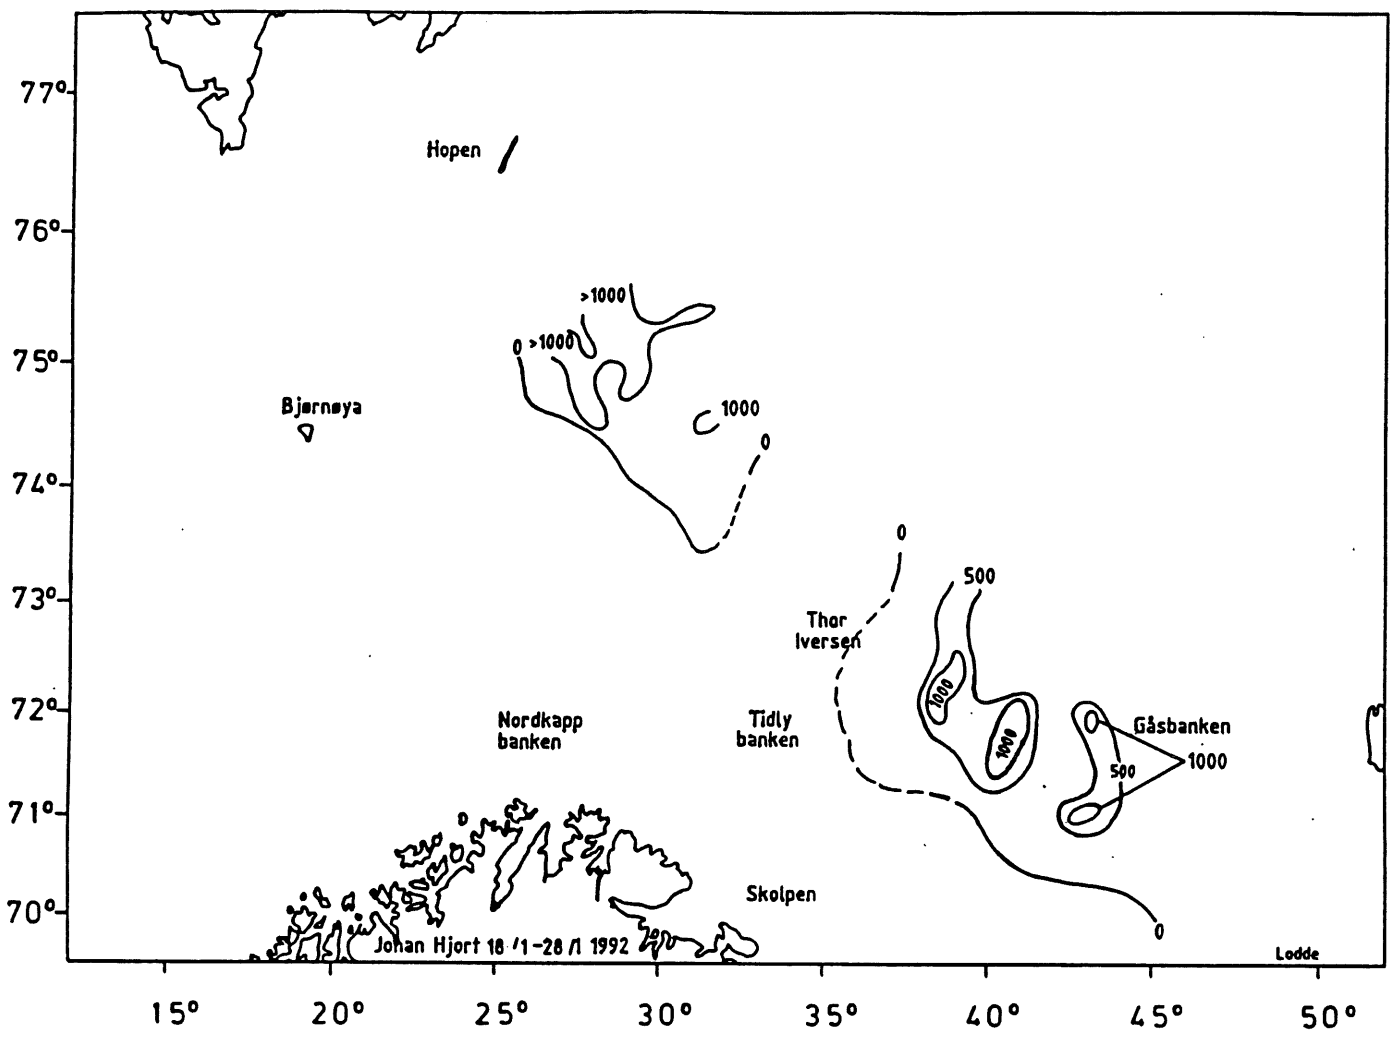 77°
Hopen
76°
>1000
0 >1000
75°
Bjørnøya
1000
0
74°
0
500
73°
Thor
Iversen
1000
72°
Nordkapp
banken
Tidly
banken
Gåsbanken
1000
500
1000
71°
Skolpen
70°
0
Johan Hjort 18 /1-28 /1 1992
Lodde
15° 20° 25° 30° 35° 40° 45° 50°